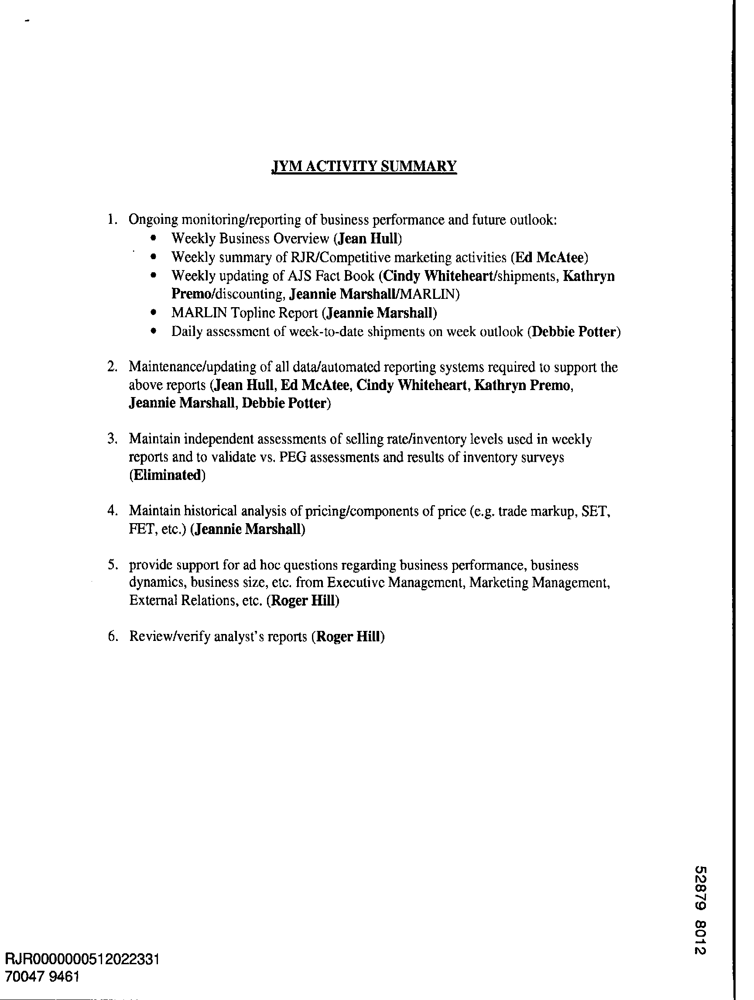 JYM ACTIVITY SUMMARY
1. Ongoing monitoring/reporting of business performance and future outlook:
• Weekly Business Overview (Jean Hull)
• Weekly summary of RJR/Competitive marketing activities (Ed McAtee)
• Weekly updating of AJS Fact Book (Cindy Whiteheart/shipments, Kathryn
Premo/discounting, Jeannie Marshall/MARLIN)
• MARLIN Topline Report (Jeannie Marshall)
• Daily assessment of week-to-date shipments on week outlook (Debbie Potter)
2. Maintenance/updating of all data/automated reporting systems required to support the
above reports (Jean Hull, Ed McAtee, Cindy Whiteheart, Kathryn Premo,
Jeannie Marshall, Debbie Potter)
3. Maintain independent assessments of selling rate/inventory levels used in weekly
reports and to validate vs. PEG assessments and results of inventory surveys
(Eliminated)
4. Maintain historical analysis of pricing/components of price (e.g. trade markup, SET,
FET, etc.) (Jeannie Marshall)
5. provide support for ad hoc questions regarding business performance, business
dynamics, business size, etc. from Executive Management, Marketing Management,
External Relations, etc. (Roger Hill)
6. Review/verify analyst's reports (Roger Hill)
52879 8012
RJR0000000512022331
70047 9461